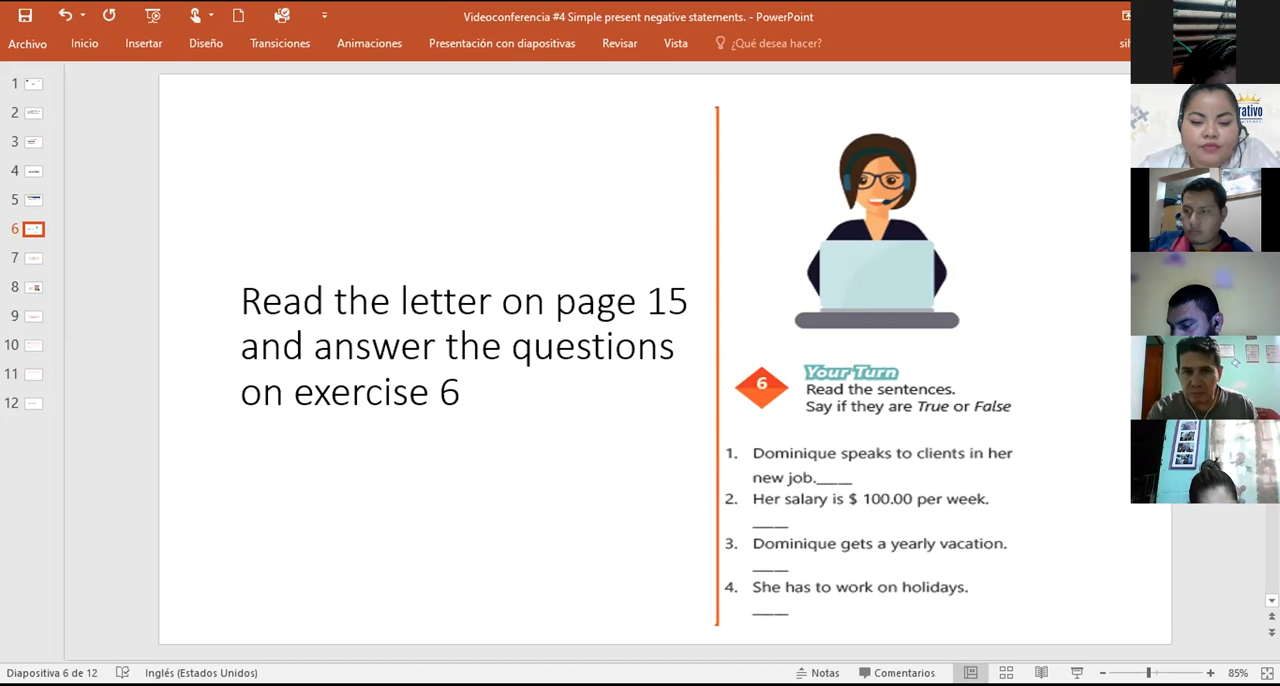 Videoconferencia #4 Simple present negative statements. - PowerPoint
Archivo Inicio Insertar Diseño Transiciones Animaciones Presentación con diapositivas Revisar Vista ¿Qué desea hacer?
1
2
3
4
5
6
7
8
9
10
11
12
Read the letter on page 15
and answer the questions
on exercise 6
6
Your Turn
Read the sentences.
Say if they are True or False
1. Dominique speaks to clients in her
new job.____
2. Her salary is $ 100.00 per week.
____
3. Dominique gets a yearly vacation.
____
4. She has to work on holidays.
____
Diapositiva 6 de 12 Inglés (Estados Unidos) Notas Comentarios 85%